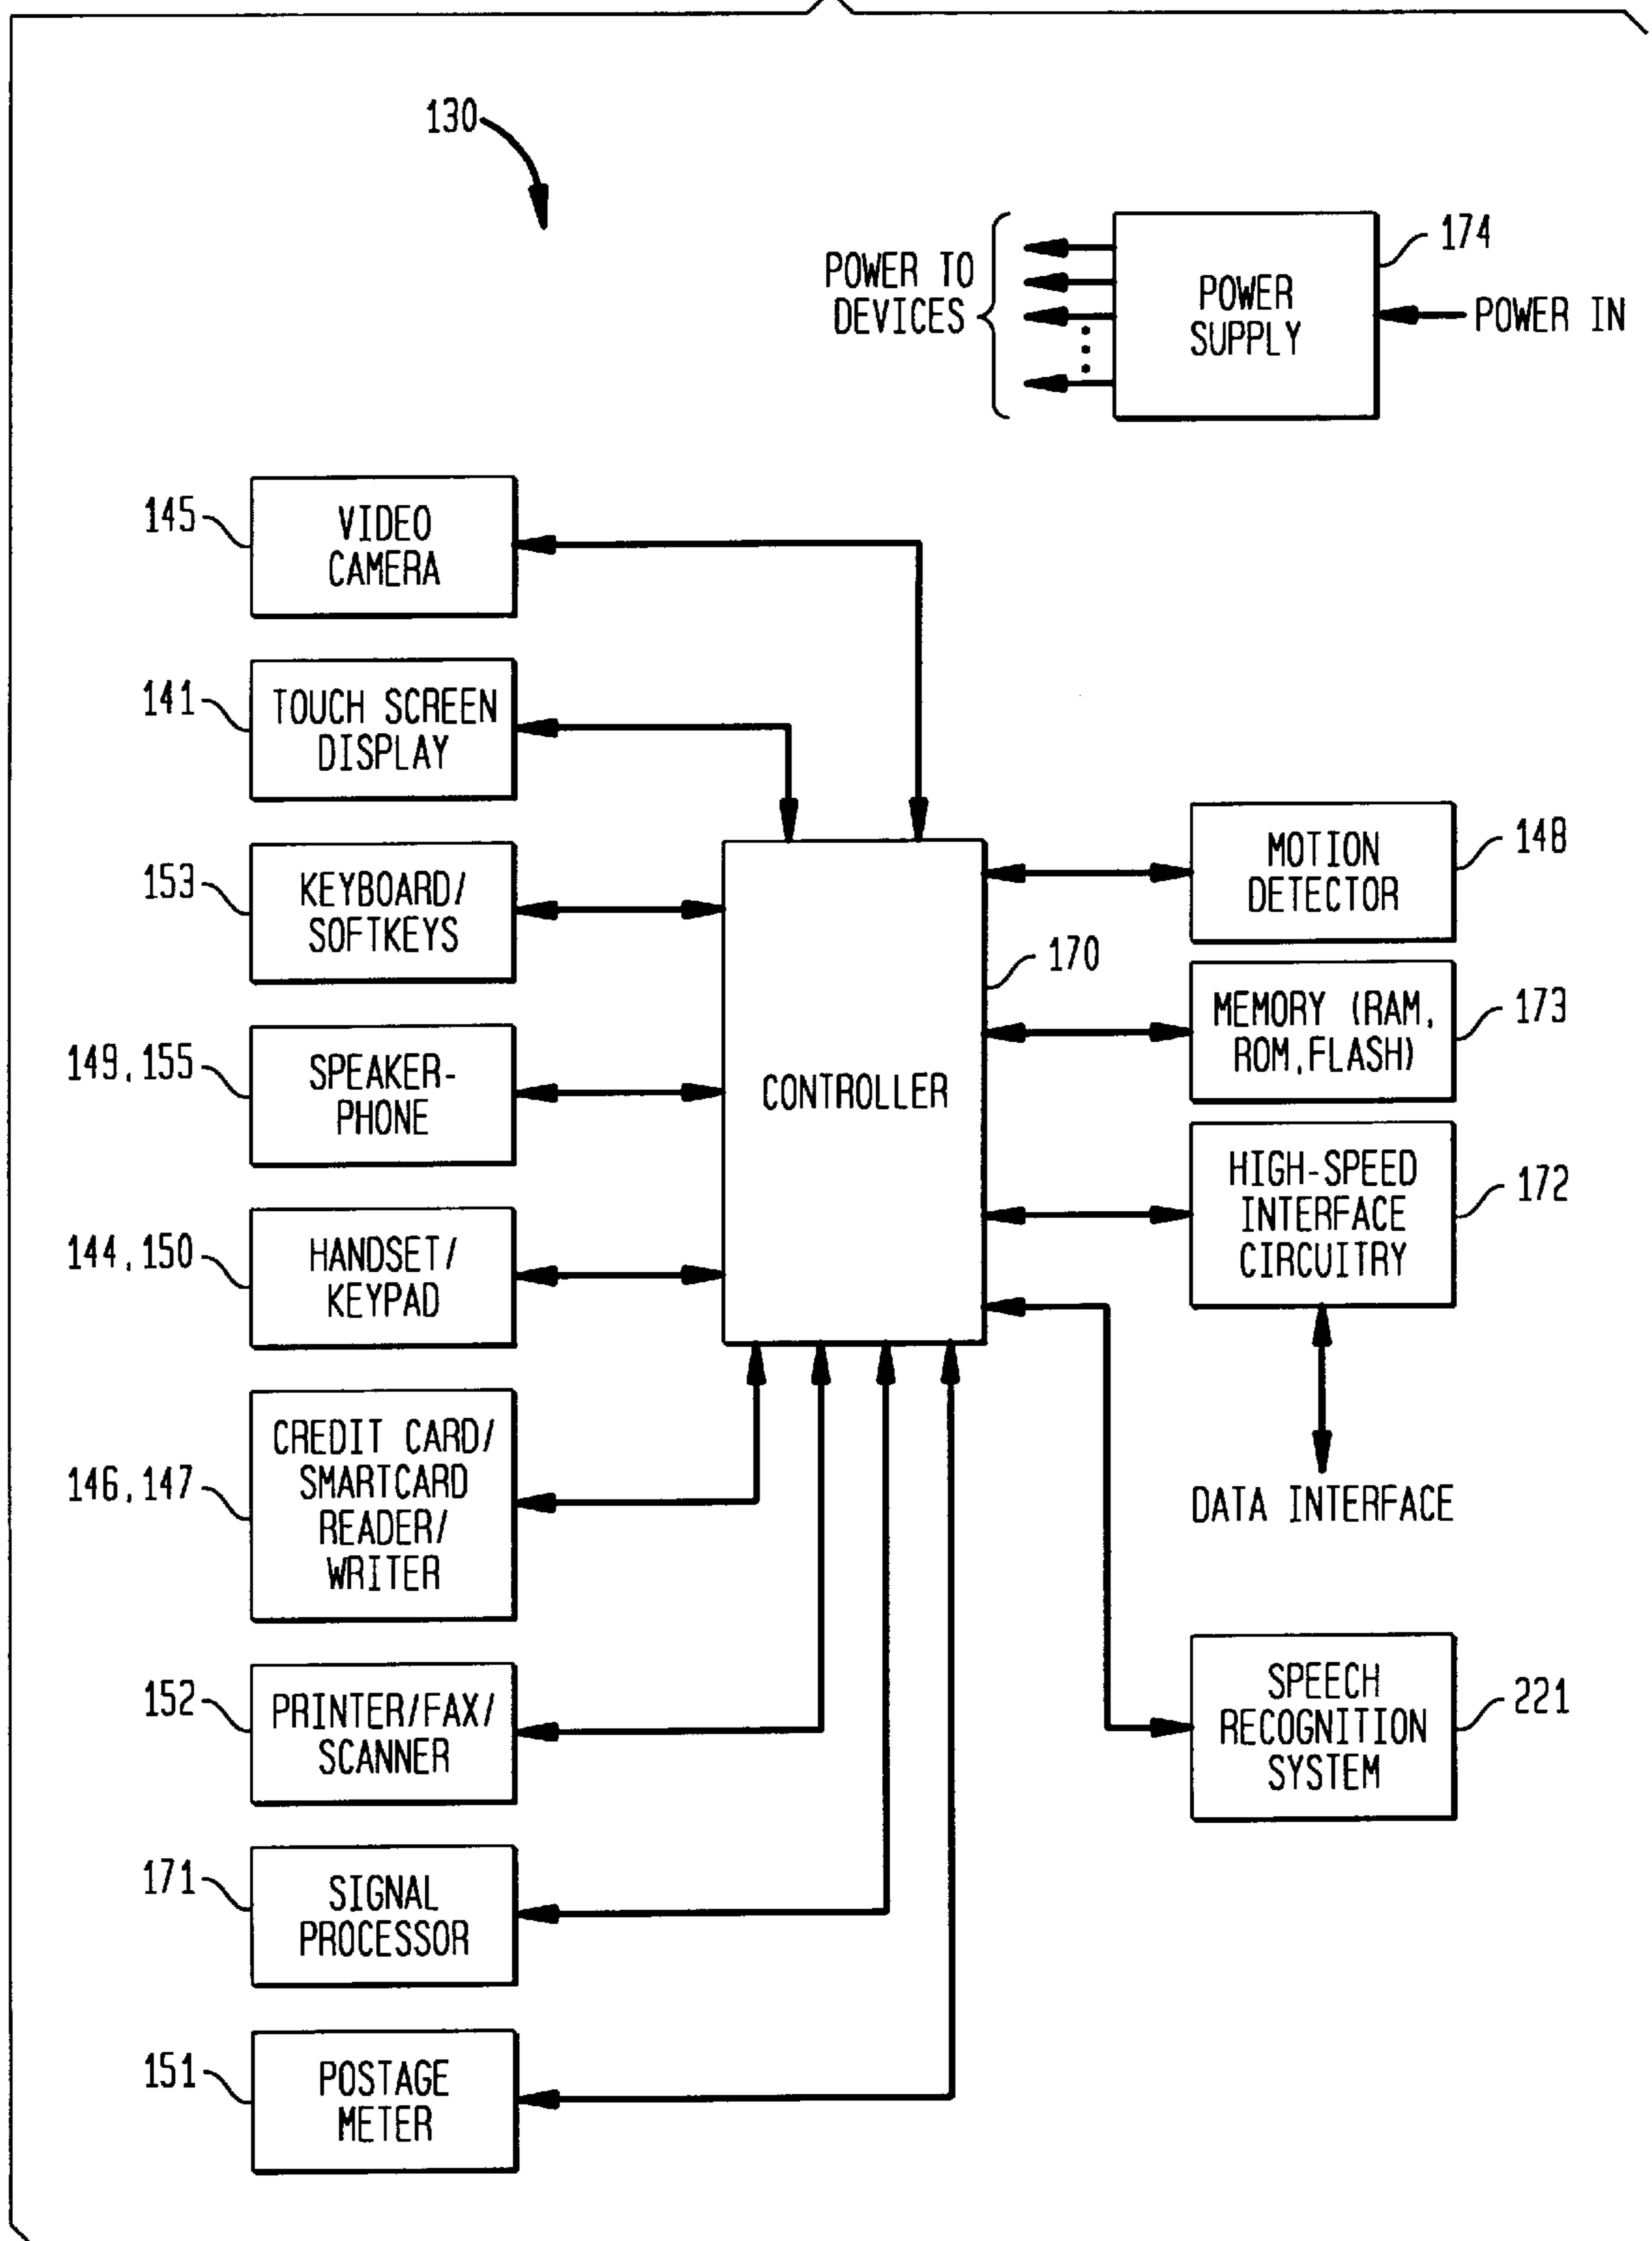 130
174
POWER TO
DEVICES
POWER
SUPPLY
POWER IN
145
VIDEO
CAMERA
141
TOUCH SCREEN
DISPLAY
153
KEYBOARD/
SOFTKEYS
149,155
SPEAKER-
PHONE
144,150
HANDSET/
KEYPAD
146,147
CREDIT CARD/
SMARTCARD
READER/
WRITER
152
PRINTER/FAX/
SCANNER
171
SIGNAL
PROCESSOR
151
POSTAGE
METER
CONTROLLER
170
MOTION
DETECTOR
148
MEMORY (RAM,
ROM,FLASH)
173
HIGH-SPEED
INTERFACE
CIRCUITRY
172
DATA INTERFACE
SPEECH
RECOGNITION
SYSTEM
221